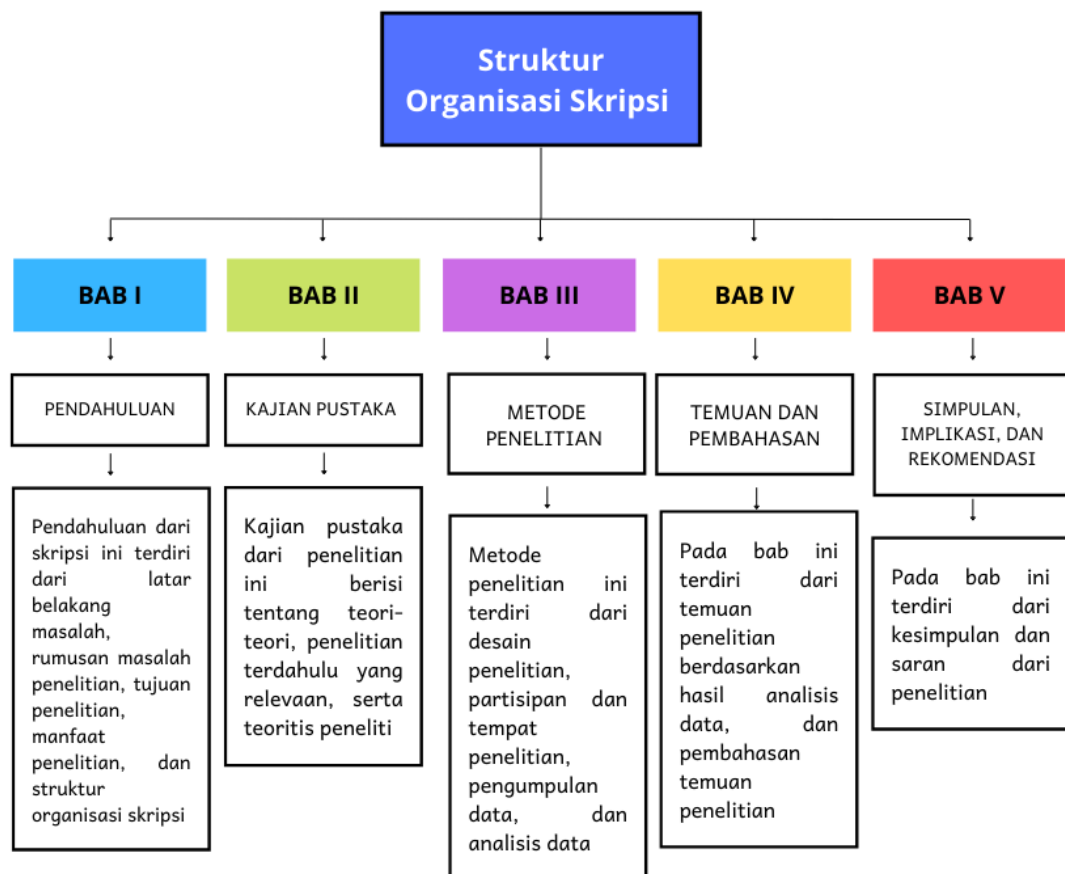 Struktur
Organisasi Skripsi
BAB I
BAB II
BAB III
BAB IV
BAB V
PENDAHULUAN
KAJIAN PUSTAKA
METODE
PENELITIAN
TEMUAN DAN
PEMBAHASAN
SIMPULAN,
IMPLIKASI, DAN
REKOMENDASI
Pendahuluan dari
skripsi ini terdiri
dari latar
belakang
masalah,
rumusan masalah
penelitian, tujuan
penelitian,
manfaat
penelitian, dan
struktur
organisasi skripsi
Kajian pustaka
dari penelitian
ini berisi
tentang teori-
teori, penelitian
terdahulu yang
relevaan, serta
teoritis peneliti
Metode
penelitian ini
terdiri dari
desain
penelitian,
partisipan dan
tempat
penelitian,
pengumpulan
data, dan
analisis data
Pada bab ini
terdiri dari
temuan
penelitian
berdasarkan
hasil analisis
data, dan
pembahasan
temuan
penelitian
Pada bab ini
terdiri dari
kesimpulan dan
saran dari
penelitian